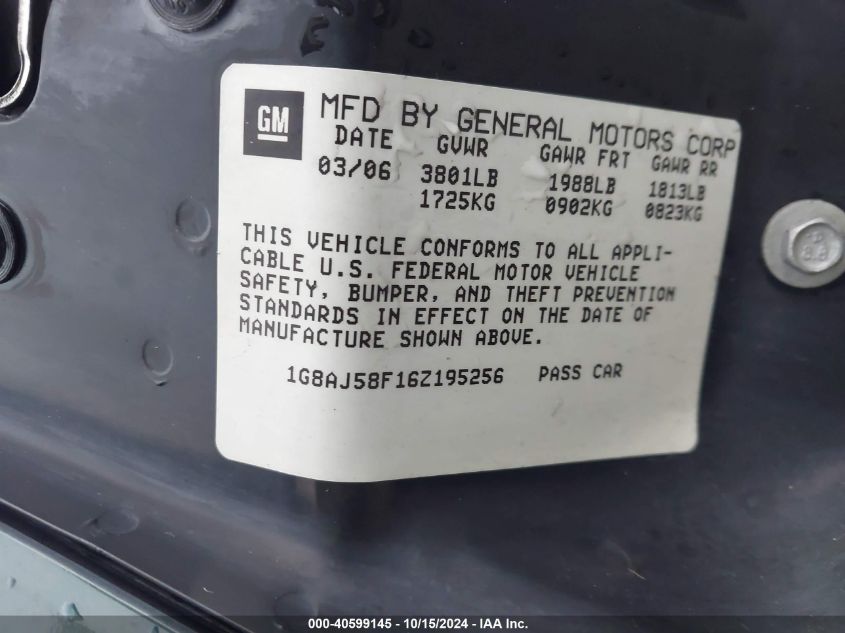 GM
MFD BY GENERAL MOTORS CORP
DATE GVWR GAWR FRT GAWR RR
03/06 3801LB 1988LB 1813LB
1725KG 0902KG 0823KG
THIS VEHICLE CONFORMS TO ALL APPLI-
CABLE U.S. FEDERAL MOTOR VEHICLE
SAFETY, BUMPER, AND THEFT PREVENTION
STANDARDS IN EFFECT ON THE DATE OF
MANUFACTURE SHOWN ABOVE.
1G8AJ58F16Z195256 PASS CAR
8.8
000-40599145 - 10/15/2024 - IAA Inc.